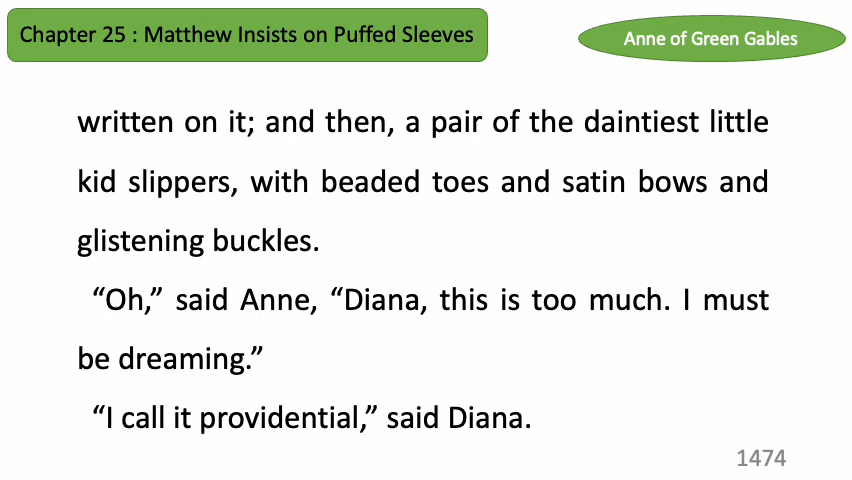 Chapter 25 : Matthew Insists on Puffed Sleeves
Anne of Green Gables
written on it; and then, a pair of the daintiest little
kid slippers, with beaded toes and satin bows and
glistening buckles.
“Oh,” said Anne, “Diana, this is too much. I must
be dreaming.”
“I call it providential,” said Diana.
1474